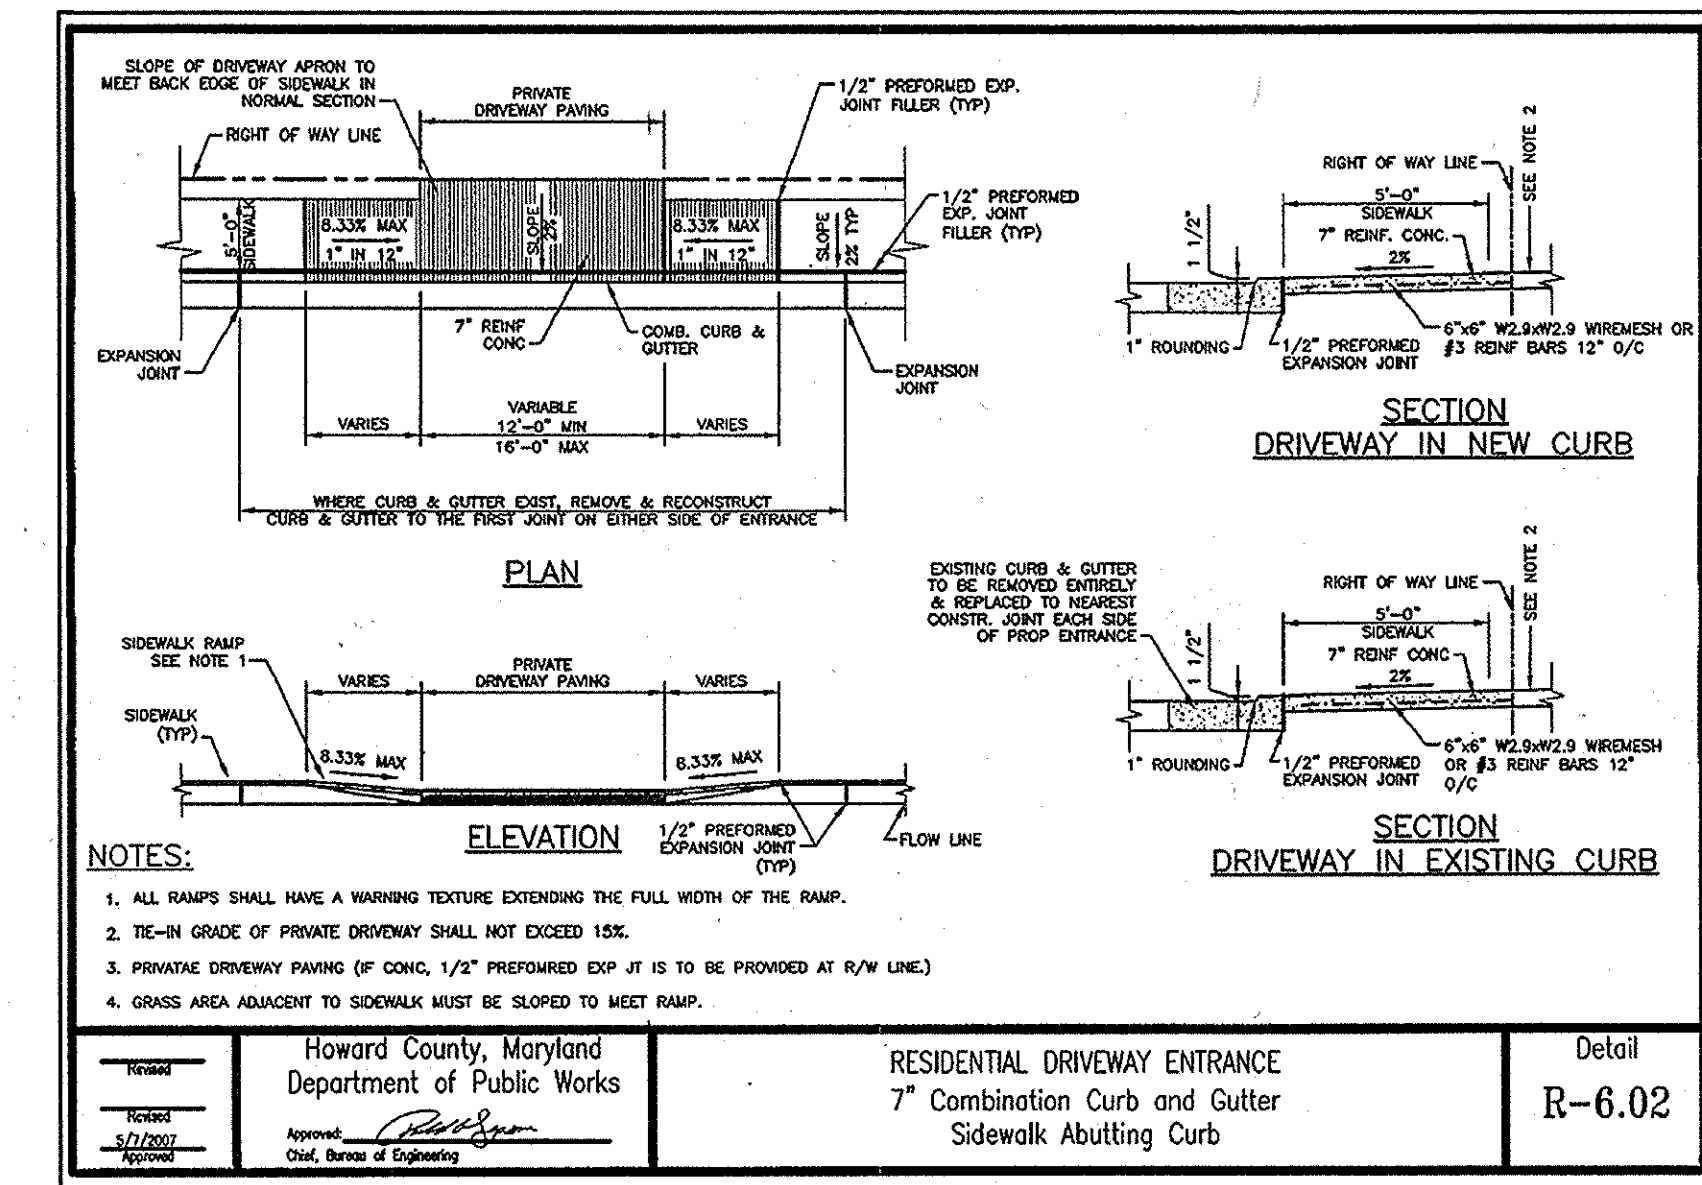 SLOPE OF DRIVEWAY APRON TO
MEET BACK EDGE OF SIDEWALK IN
NORMAL SECTION
RIGHT OF WAY LINE
PRIVATE
DRIVEWAY PAVING
1/2" PREFORMED EXP.
JOINT FILLER (TYP)
1/2" PREFORMED
EXP. JOINT
FILLER (TYP)
5'-0"
SIDEWALK
8.33% MAX
1" IN 12"
SLOPE
2%
8.33% MAX
1" IN 12"
SLOPE
2% TYP
7" REINF
CONC
COMB. CURB &
GUTTER
EXPANSION
JOINT
EXPANSION
JOINT
VARIES
VARIABLE
12'-0" MIN
16'-0" MAX
VARIES
WHERE CURB & GUTTER EXIST, REMOVE & RECONSTRUCT
CURB & GUTTER TO THE FIRST JOINT ON EITHER SIDE OF ENTRANCE
PLAN
RIGHT OF WAY LINE
SEE NOTE 2
5'-0"
SIDEWALK
7" REINF. CONC.
2%
1 1/2"
1" ROUNDING
1/2" PREFORMED
EXPANSION JOINT
6"x6" W2.9xW2.9 WIREMESH OR
#3 REINF BARS 12" O/C
SECTION
DRIVEWAY IN NEW CURB
SIDEWALK RAMP
SEE NOTE 1
SIDEWALK
(TYP)
VARIES
PRIVATE
DRIVEWAY PAVING
VARIES
8.33% MAX
8.33% MAX
ELEVATION
1/2" PREFORMED
EXPANSION JOINT
(TYP)
FLOW LINE
EXISTING CURB & GUTTER
TO BE REMOVED ENTIRELY
& REPLACED TO NEAREST
CONSTR. JOINT EACH SIDE
OF PROP ENTRANCE
RIGHT OF WAY LINE
SEE NOTE 2
5'-0"
SIDEWALK
7" REINF CONC
2%
1 1/2"
1" ROUNDING
1/2" PREFORMED
EXPANSION JOINT
6"x6" W2.9xW2.9 WIREMESH
OR #3 REINF BARS 12"
O/C
SECTION
DRIVEWAY IN EXISTING CURB
NOTES:
1. ALL RAMPS SHALL HAVE A WARNING TEXTURE EXTENDING THE FULL WIDTH OF THE RAMP.
2. TIE-IN GRADE OF PRIVATE DRIVEWAY SHALL NOT EXCEED 15%.
3. PRIVATAE DRIVEWAY PAVING (IF CONC, 1/2" PREFOMRED EXP JT IS TO BE PROVIDED AT R/W LINE.)
4. GRASS AREA ADJACENT TO SIDEWALK MUST BE SLOPED TO MEET RAMP.
Revised
Revised
5/7/2007
Approved
Howard County, Maryland
Department of Public Works
Approved:
Chief, Bureau of Engineering
RESIDENTIAL DRIVEWAY ENTRANCE
7" Combination Curb and Gutter
Sidewalk Abutting Curb
Detail
R-6.02